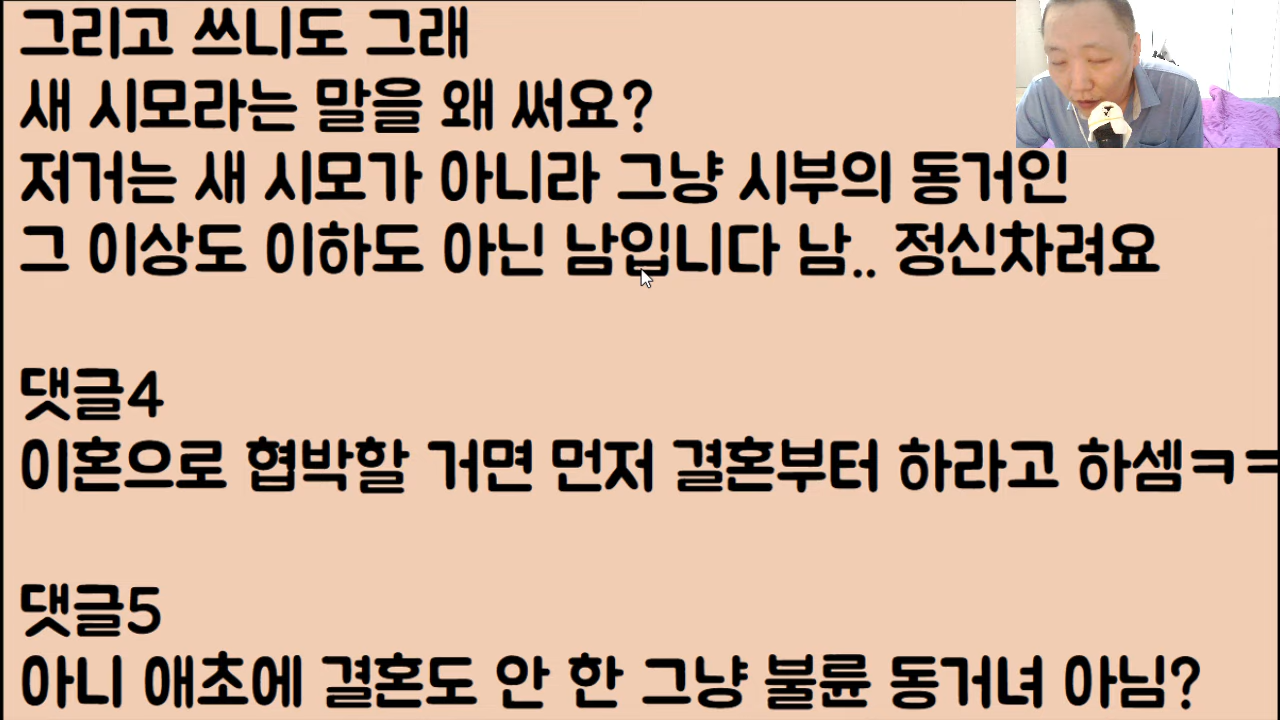 그리고 쓰니도 그래
새 시모라는 말을 왜 써요?
저거는 새 시모가 아니라 그냥 시부의 동거인
그 이상도 이하도 아닌 남입니다 남.. 정신차려요
댓글4
이혼으로 협박할 거면 먼저 결혼부터 하라고 하셈ㅋㅋ
댓글5
아니 애초에 결혼도 안 한 그냥 불륜 동거녀 아님?